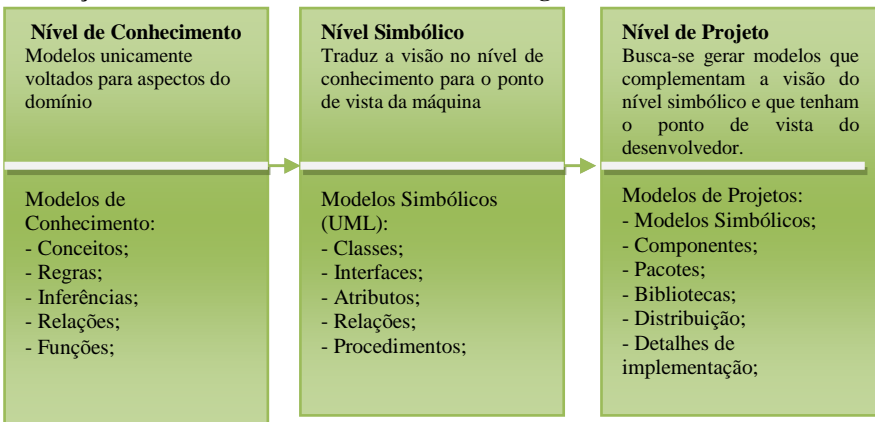 Nível de Conhecimento
Modelos unicamente
voltados para aspectos do
domínio
Modelos de
Conhecimento:
- Conceitos;
- Regras;
- Inferências;
- Relações;
- Funções;
Nível Simbólico
Traduz a visão no nível de
conhecimento para o ponto
de vista da máquina
Modelos Simbólicos
(UML):
- Classes;
- Interfaces;
- Atributos;
- Relações;
- Procedimentos;
Nível de Projeto
Busca-se gerar modelos que
complementam a visão do
nível simbólico e que tenham
o ponto de vista do
desenvolvedor.
Modelos de Projetos:
- Modelos Simbólicos;
- Componentes;
- Pacotes;
- Bibliotecas;
- Distribuição;
- Detalhes de
implementação;